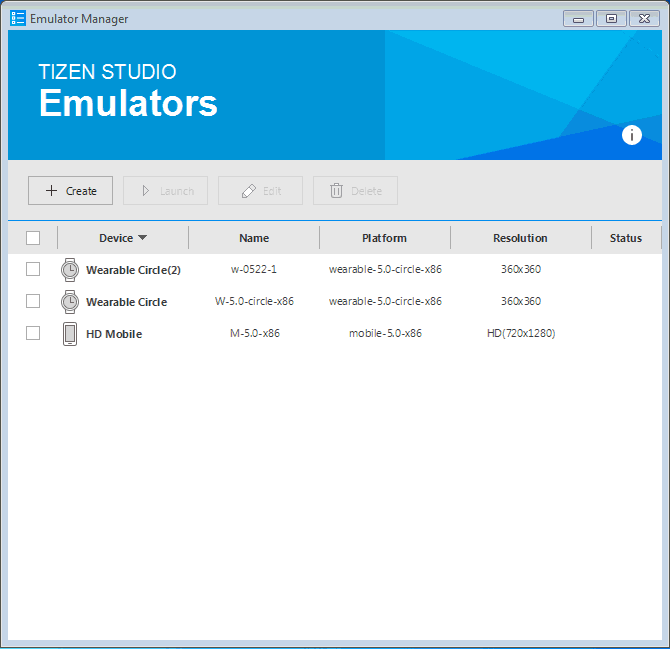 Emulator Manager
TIZEN STUDIO
Emulators
i
Create Launch Edit Delete
Device Name Platform Resolution Status
Wearable Circle(2) w-0522-1 wearable-5.0-circle-x86 360x360
Wearable Circle W-5.0-circle-x86 wearable-5.0-circle-x86 360x360
HD Mobile M-5.0-x86 mobile-5.0-x86 HD(720x1280)